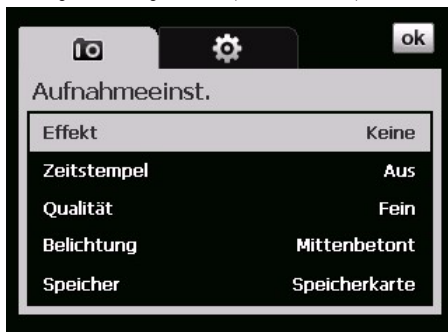 ok
Aufnahmeeinst.
Effekt Keine
Zeitstempel Aus
Qualität Fein
Belichtung Mittenbetont
Speicher Speicherkarte